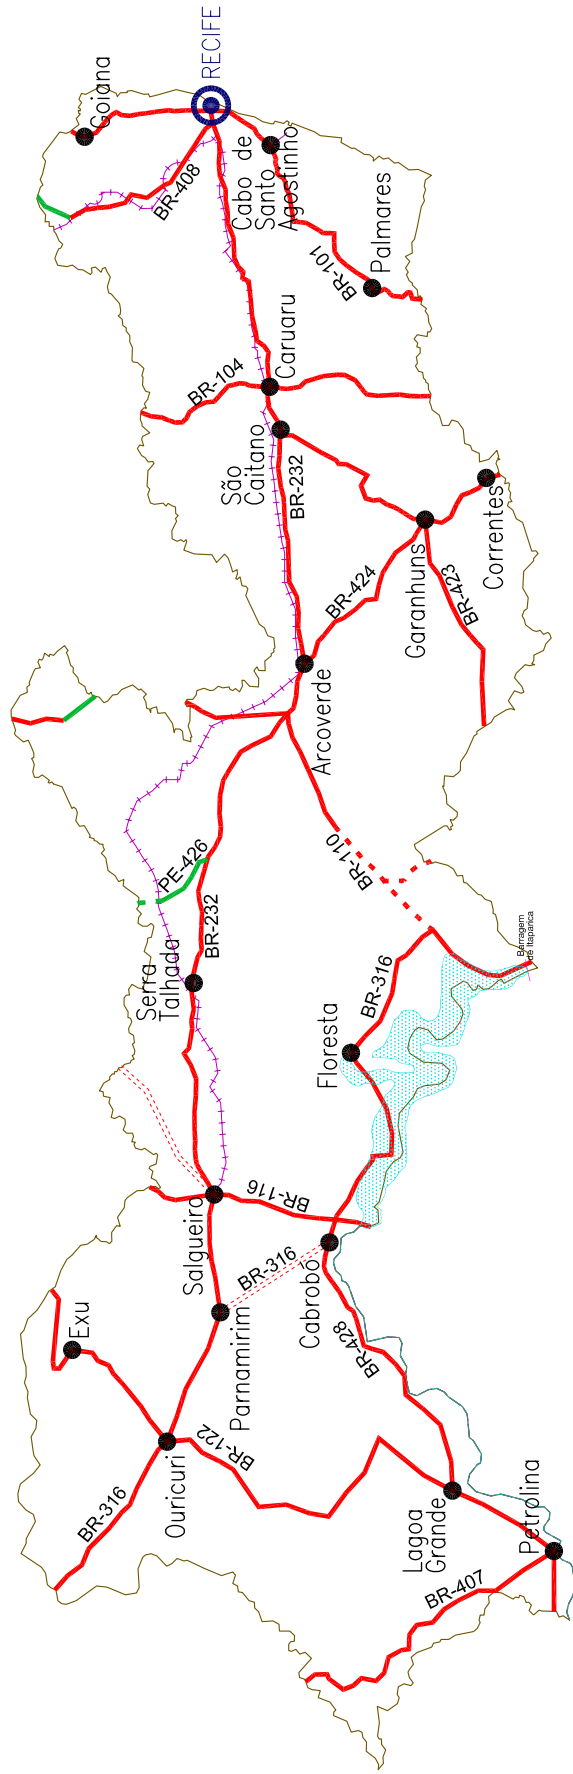 RECIFE
Goiana
BR-408
Cabo de
Santo
Agostinho
BR-101
Palmares
Caruaru
BR-104
São
Caitano
BR-232
Correntes
Garanhuns
BR-423
BR-424
Arcoverde
BR-110
PE-426
BR-232
Serra
Talhada
Barragem
de Itaparica
BR-316
Floresta
BR-116
Salgueiro
BR-316
Cabrobó
Parnamirim
Exu
BR-428
BR-122
Ouricuri
BR-316
Lagoa
Grande
Petrolina
BR-407